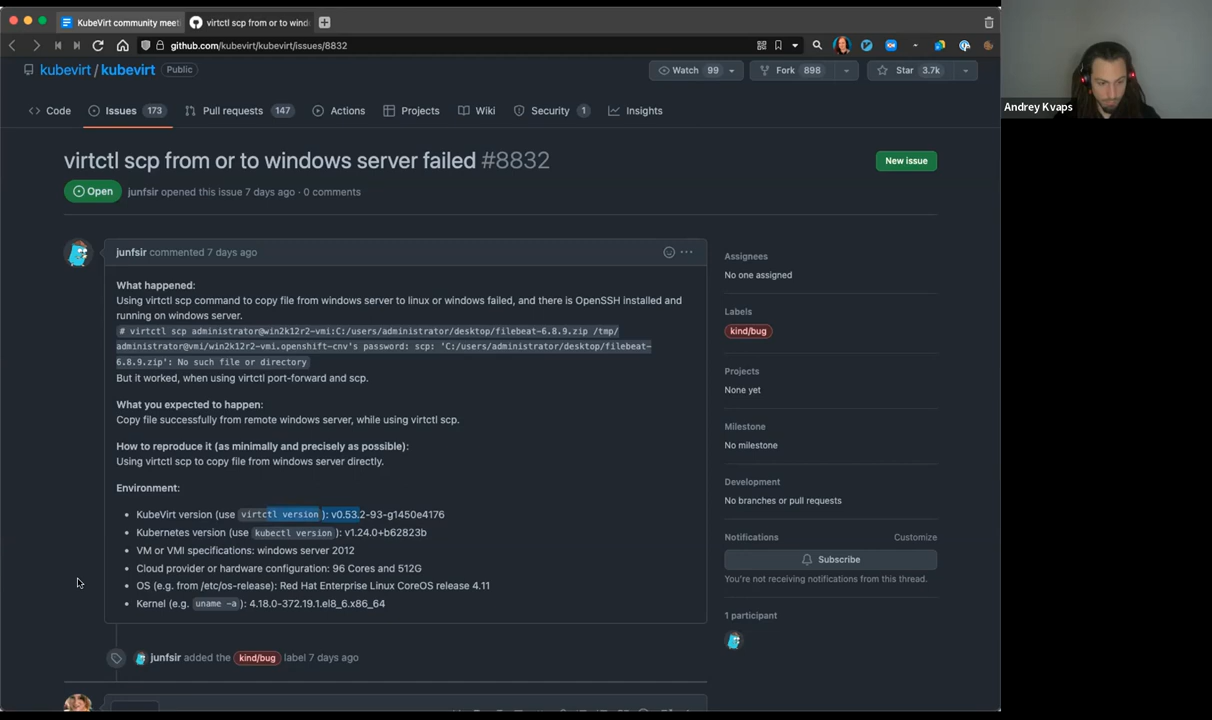 KubeVirt community meet
virtctl scp from or to wind
github.com/kubevirt/kubevirt/issues/8832
kubevirt / kubevirt Public
Watch 99
Fork 898
Star 3.7k
Code
Issues 173
Pull requests 147
Actions
Projects
Wiki
Security 1
Insights
virtctl scp from or to windows server failed #8832
New issue
Open
junfsir opened this issue 7 days ago · 0 comments
junfsir commented 7 days ago
What happened:
Using virtctl scp command to copy file from windows server to linux or windows failed, and there is OpenSSH installed and
running on windows server.
# virtctl scp administrator@win2k12r2-vmi:C:/users/administrator/desktop/filebeat-6.8.9.zip /tmp/
administrator@vmi/win2k12r2-vmi.openshift-cnv's password: scp: 'C:/users/administrator/desktop/filebeat-
6.8.9.zip': No such file or directory
But it worked, when using virtctl port-forward and scp.
What you expected to happen:
Copy file successfully from remote windows server, while using virtctl scp.
How to reproduce it (as minimally and precisely as possible):
Using virtctl scp to copy file from windows server directly.
Environment:
• KubeVirt version (use virtctl version ): v0.53.2-93-g1450e4176
• Kubernetes version (use kubectl version ): v1.24.0+b62823b
• VM or VMI specifications: windows server 2012
• Cloud provider or hardware configuration: 96 Cores and 512G
• OS (e.g. from /etc/os-release): Red Hat Enterprise Linux CoreOS release 4.11
• Kernel (e.g. uname -a ): 4.18.0-372.19.1.el8_6.x86_64
junfsir added the kind/bug label 7 days ago
Assignees
No one assigned
Labels
kind/bug
Projects
None yet
Milestone
No milestone
Development
No branches or pull requests
Notifications
Customize
Subscribe
You're not receiving notifications from this thread.
1 participant
Andrey Kvaps